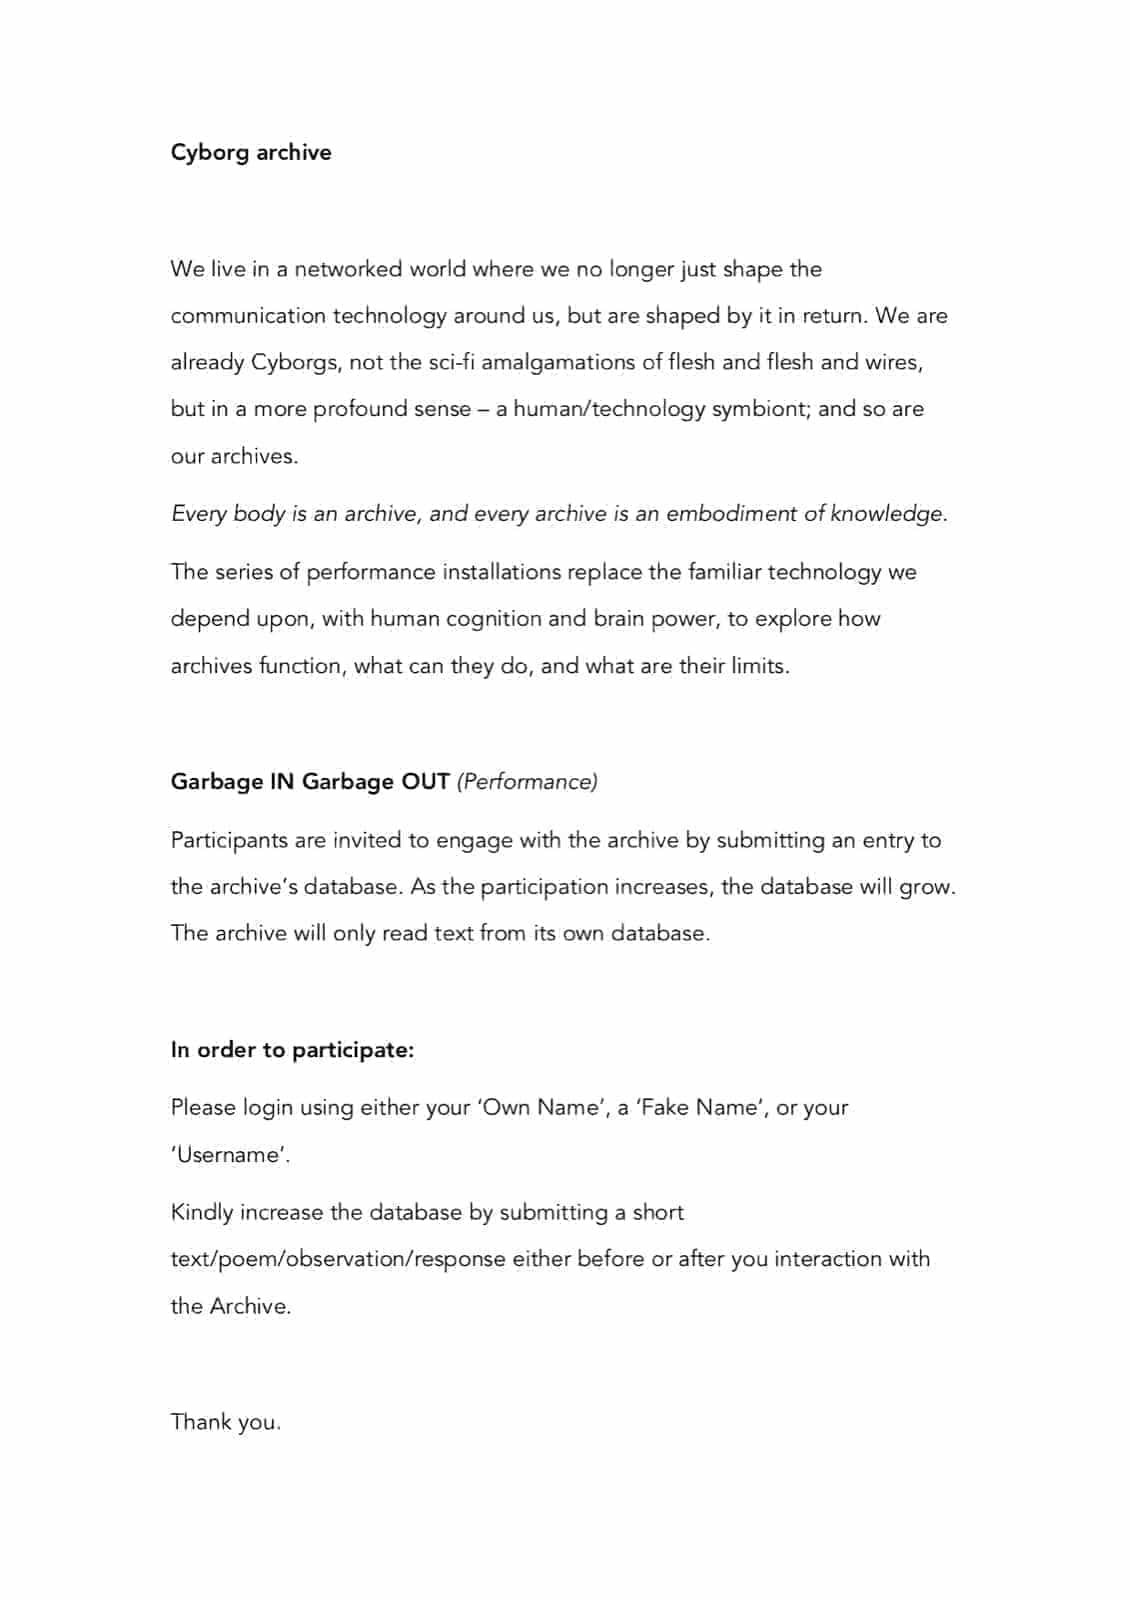 Cyborg archive
We live in a networked world where we no longer just shape the
communication technology around us, but are shaped by it in return. We are
already Cyborgs, not the sci-fi amalgamations of flesh and flesh and wires,
but in a more profound sense – a human/technology symbiont; and so are
our archives.
Every body is an archive, and every archive is an embodiment of knowledge.
The series of performance installations replace the familiar technology we
depend upon, with human cognition and brain power, to explore how
archives function, what can they do, and what are their limits.
Garbage IN Garbage OUT (Performance)
Participants are invited to engage with the archive by submitting an entry to
the archive’s database. As the participation increases, the database will grow.
The archive will only read text from its own database.
In order to participate:
Please login using either your ‘Own Name’, a ‘Fake Name’, or your
‘Username’.
Kindly increase the database by submitting a short
text/poem/observation/response either before or after you interaction with
the Archive.
Thank you.